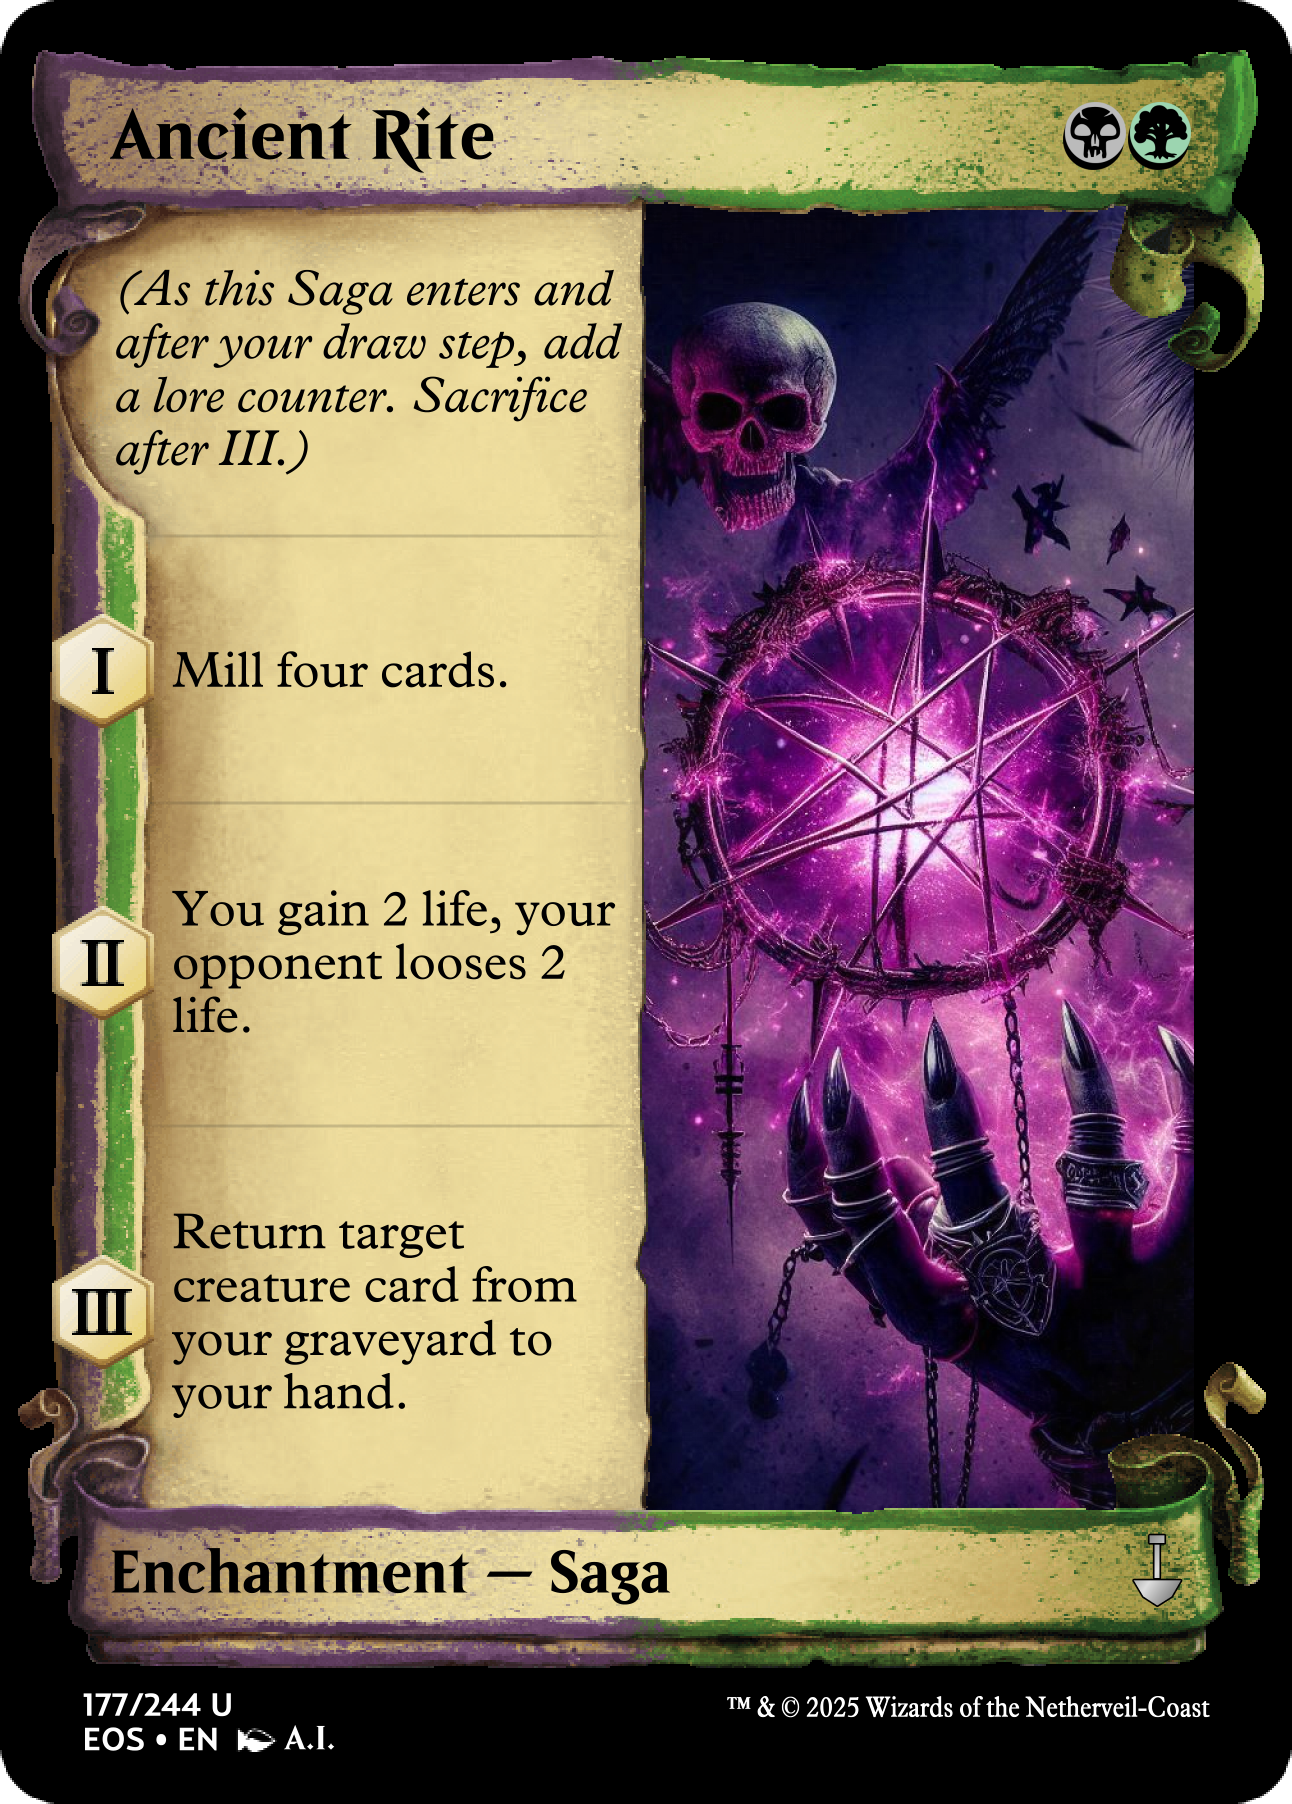 Ancient Rite
(As this Saga enters and
after your draw step, add
a lore counter. Sacrifice
after III.)
I
Mill four cards.
II
You gain 2 life, your
opponent looses 2
life.
III
Return target
creature card from
your graveyard to
your hand.
Enchantment — Saga
177/244 U
EOS • EN A.I.
™ & © 2025 Wizards of the Netherveil-Coast